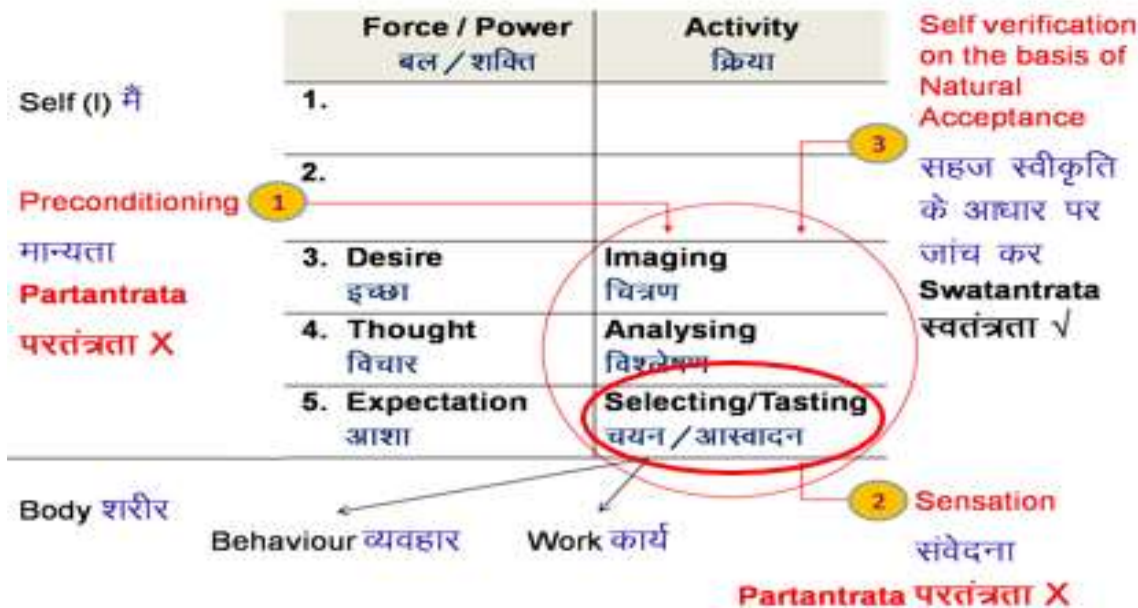 Force / Power
बल / शक्ति
Activity
क्रिया
Self (I) मैं
1.
2.
Preconditioning 1
मान्यता
Partantrata
परतंत्रता X
3. Desire
इच्छा
Imaging
चित्रण
4. Thought
विचार
Analysing
विश्लेषण
5. Expectation
आशा
Selecting/Tasting
चयन / आस्वादन
Self verification
on the basis of
Natural
Acceptance
3
सहज स्वीकृति
के आधार पर
जांच कर
Swatantrata
स्वतंत्रता √
Body शरीर
Behaviour व्यवहार
Work कार्य
2 Sensation
संवेदना
Partantrata परतंत्रता X